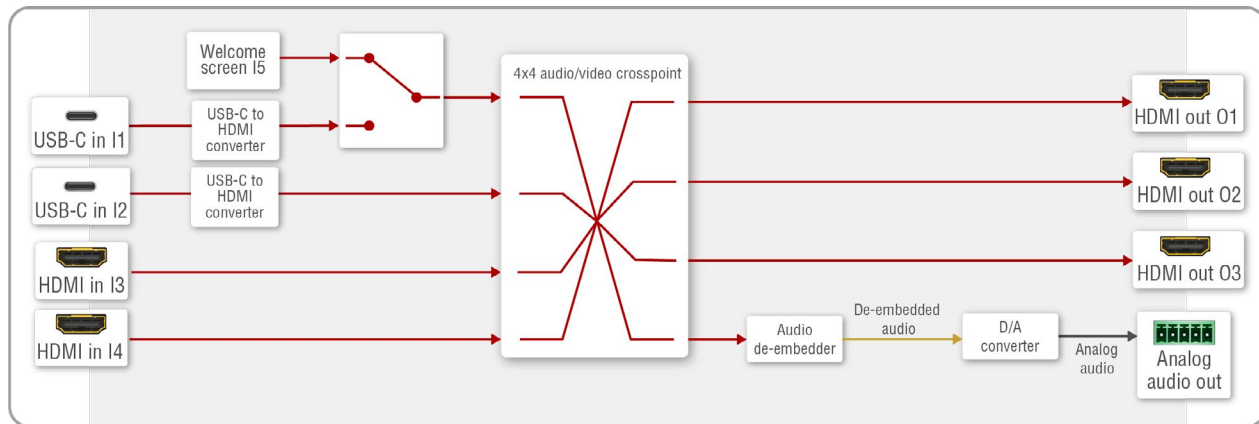 Welcome
screen I5
4x4 audio/video crosspoint
USB-C in I1
USB-C to
HDMI
converter
HDMI out O1
USB-C in I2
USB-C to
HDMI
converter
HDMI out O2
HDMI in I3
HDMI out O3
HDMI in I4
Audio
de-embedder
De-embedded
audio
D/A
converter
Analog
audio
Analog
audio out